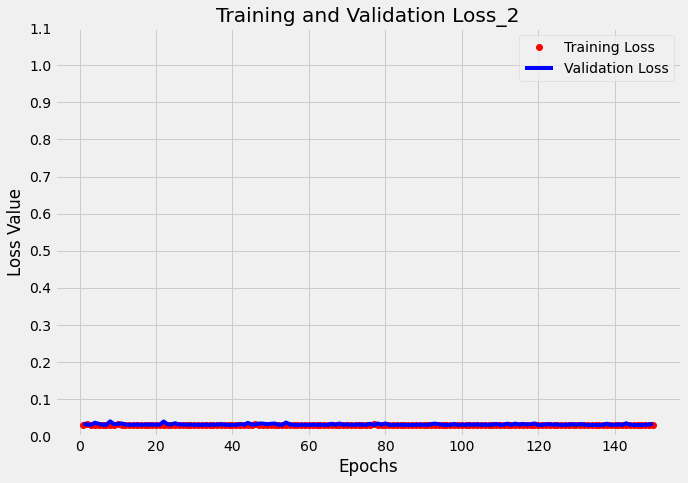 Training and Validation Loss_2
Training Loss
Validation Loss
Loss Value
1.1
1.0
0.9
0.8
0.7
0.6
0.5
0.4
0.3
0.2
0.1
0.0
0 20 40 60 80 100 120 140
Epochs